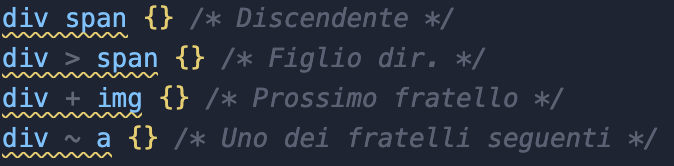 div span {} /* Discendente */
div > span {} /* Figlio dir. */
div + img {} /* Prossimo fratello */
div ~ a {} /* Uno dei fratelli seguenti */